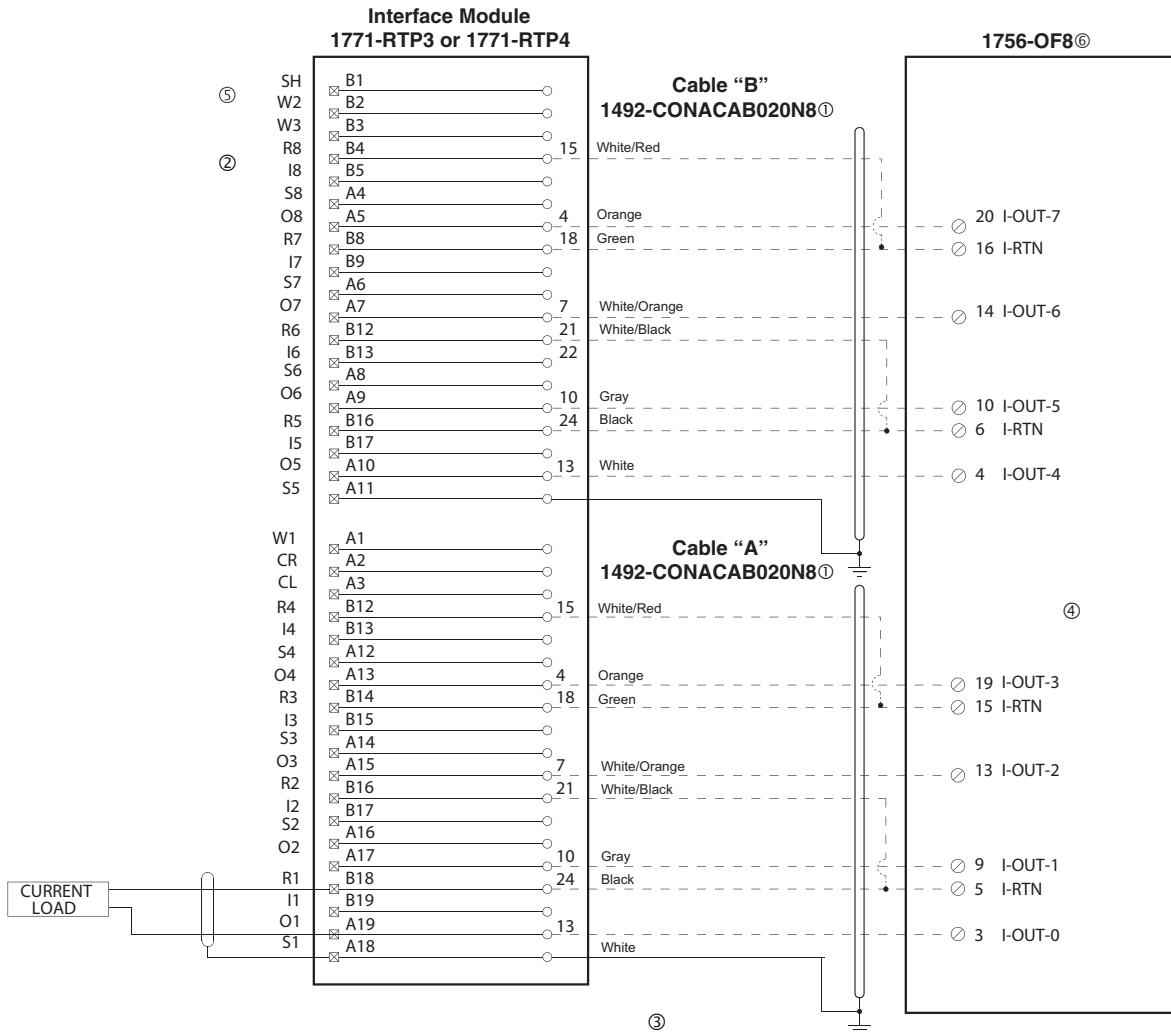 Interface Module
1771-RTP3 or 1771-RTP4
1756-OF8⑥
Cable “B”
1492-CONACAB020N8①
⑤
②
SH B1
W2 B2
W3 B3
R8 B4 15 White/Red
I8 B5
S8 A4
O8 A5 4 Orange 20 I-OUT-7
R7 B8 18 Green 16 I-RTN
I7 B9
S7 A6
O7 A7 7 White/Orange 14 I-OUT-6
R6 B12 21 White/Black
I6 B13 22
S6 A8
O6 A9 10 Gray 10 I-OUT-5
R5 B16 24 Black 6 I-RTN
I5 B17
O5 A10 13 White 4 I-OUT-4
S5 A11
Cable “A”
1492-CONACAB020N8①
W1 A1
CR A2
CL A3
R4 B12 15 White/Red
④
I4 B13
S4 A12
O4 A13 4 Orange 19 I-OUT-3
R3 B14 18 Green 15 I-RTN
I3 B15
S3 A14
O3 A15 7 White/Orange 13 I-OUT-2
R2 B16 21 White/Black
I2 B17
S2 A16
O2 A17 10 Gray 9 I-OUT-1
R1 B18 24 Black 5 I-RTN
CURRENT
LOAD
I1 B19
O1 A19 13 3 I-OUT-0
S1 A18 White
③